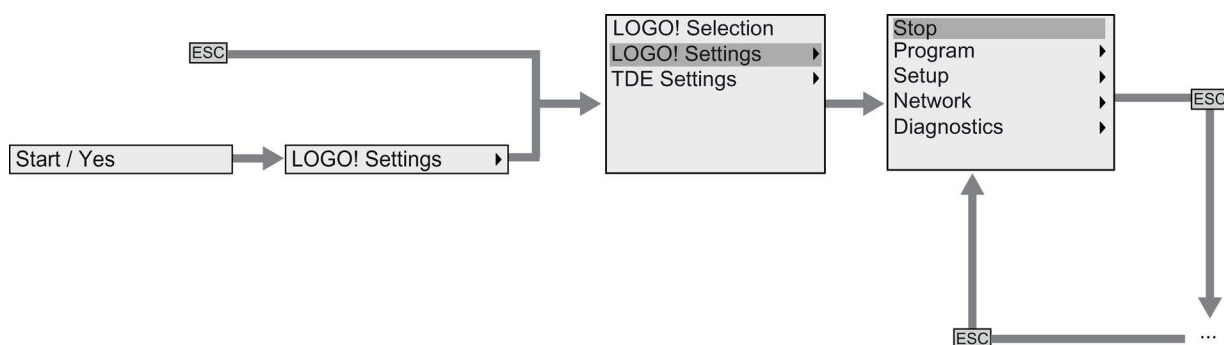 ESC
Start / Yes
LOGO! Settings
LOGO! Selection
LOGO! Settings
TDE Settings
Stop
Program
Setup
Network
Diagnostics
ESC
ESC
...